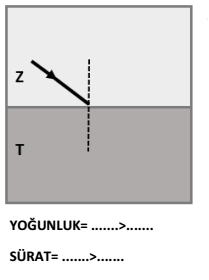 Z
T
YOĞUNLUK= .......>.......
SÜRAT= .......>.......